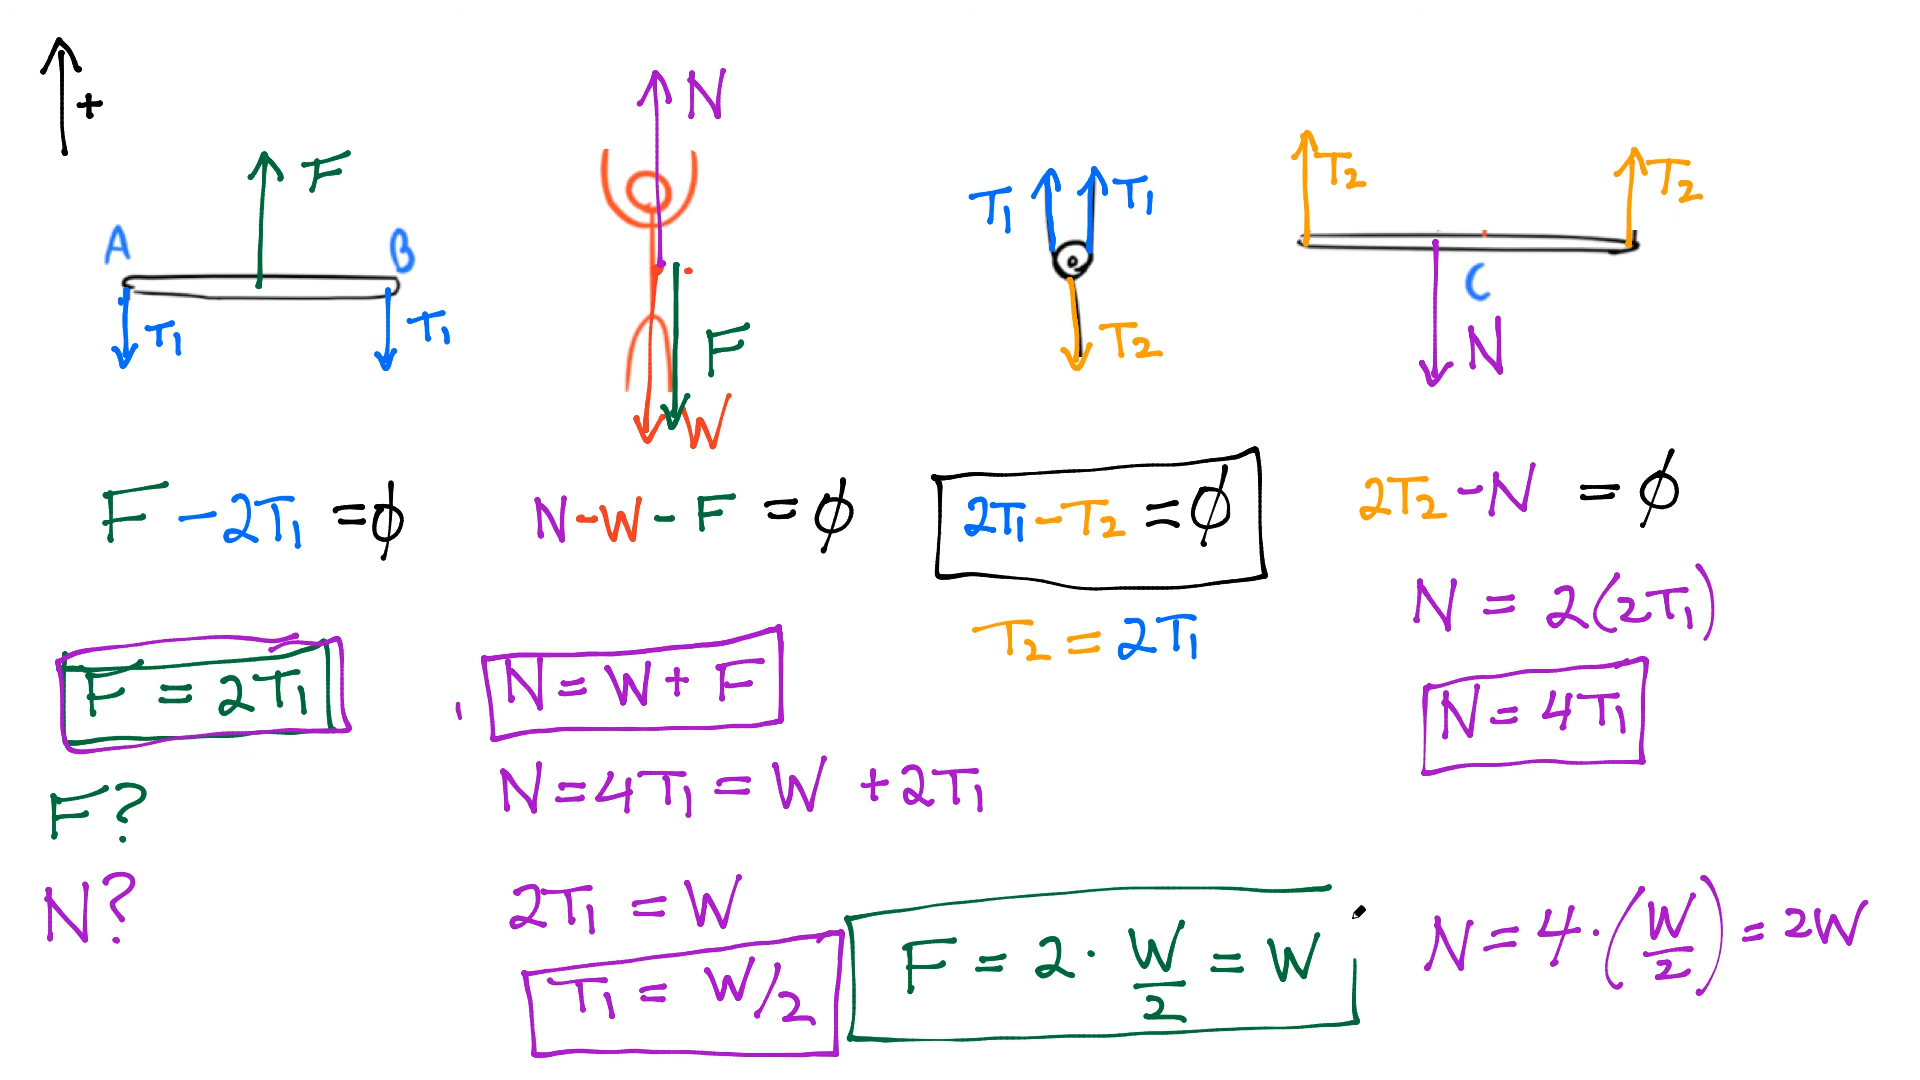 +
F
A B
T1 T1
N
F
W
T1 T1
T2
T2 T2
C
N
F - 2T1 = ϕ
N - W - F = ϕ
2T1 - T2 = ϕ
2T2 - N = ϕ
F = 2T1
N = W + F
T2 = 2T1
N = 2(2T1)
N = 4T1
F?
N = 4T1 = W + 2T1
N?
2T1 = W
T1 = W/2
F = 2 · W/2 = W
N = 4 · (W/2) = 2W